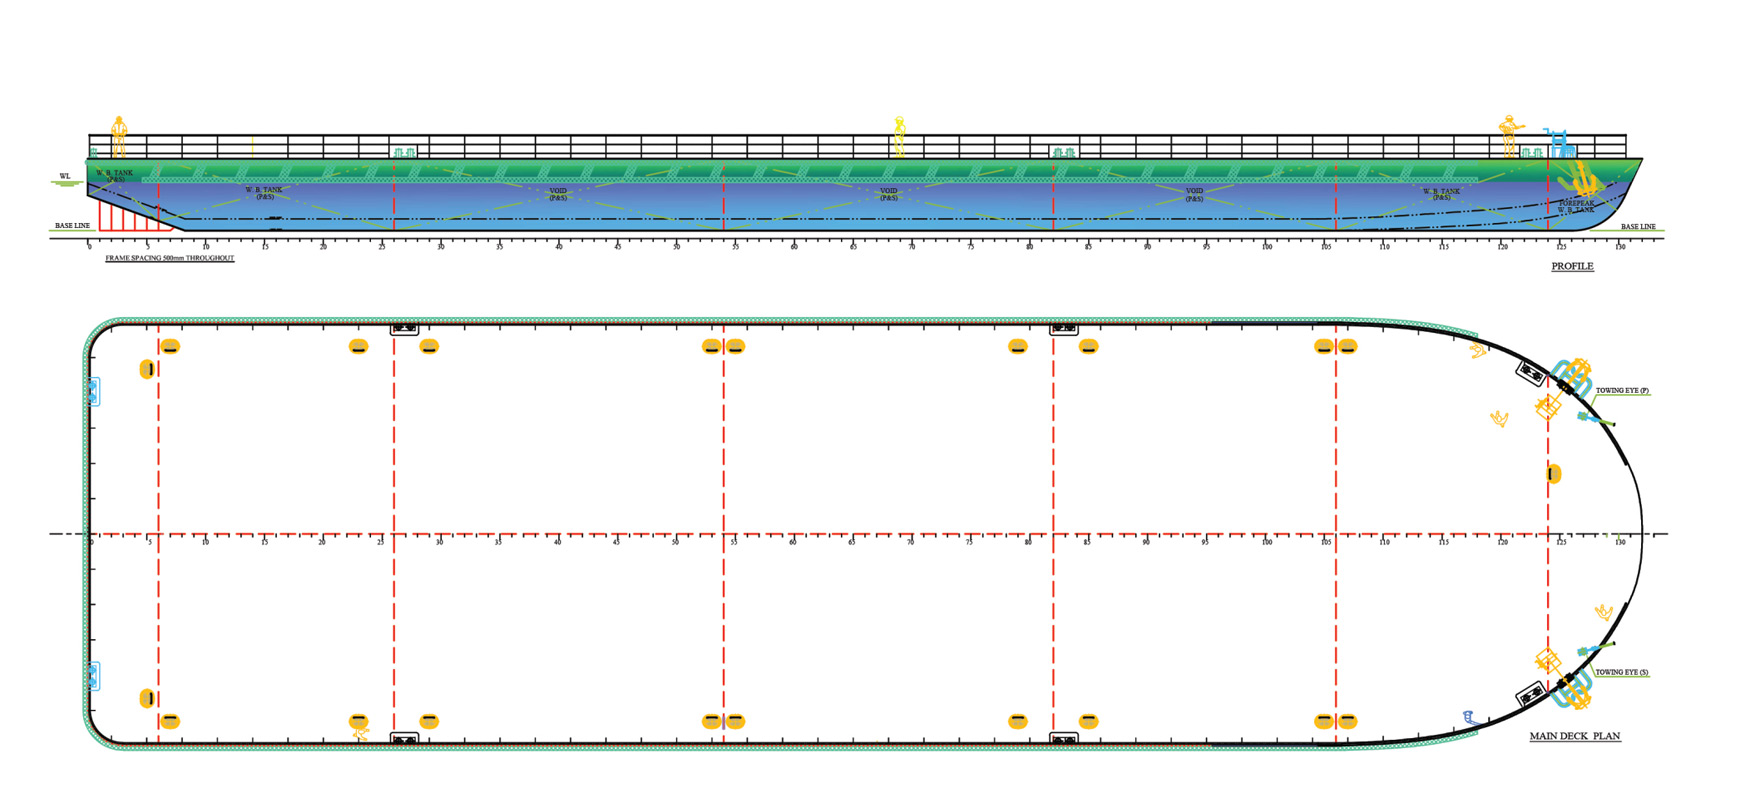 W. B. TANK
(P&S)
WL
W. B. TANK
(P&S)
VOID
(P&S)
VOID
(P&S)
VOID
(P&S)
W. B. TANK
(P&S)
FOREPEAK
W. B. TANK
BASE LINE
BASE LINE
0 5 10 15 20 25 30 35 40 45 50 55 60 65 70 75 80 85 90 95 100 105 110 115 120 125 130
FRAME SPACING 500mm THROUGHOUT
PROFILE
TOWING EYE (P)
0 5 10 15 20 25 30 35 40 45 50 55 60 65 70 75 80 85 90 95 100 105 110 115 120 125 130
TOWING EYE (S)
MAIN DECK PLAN